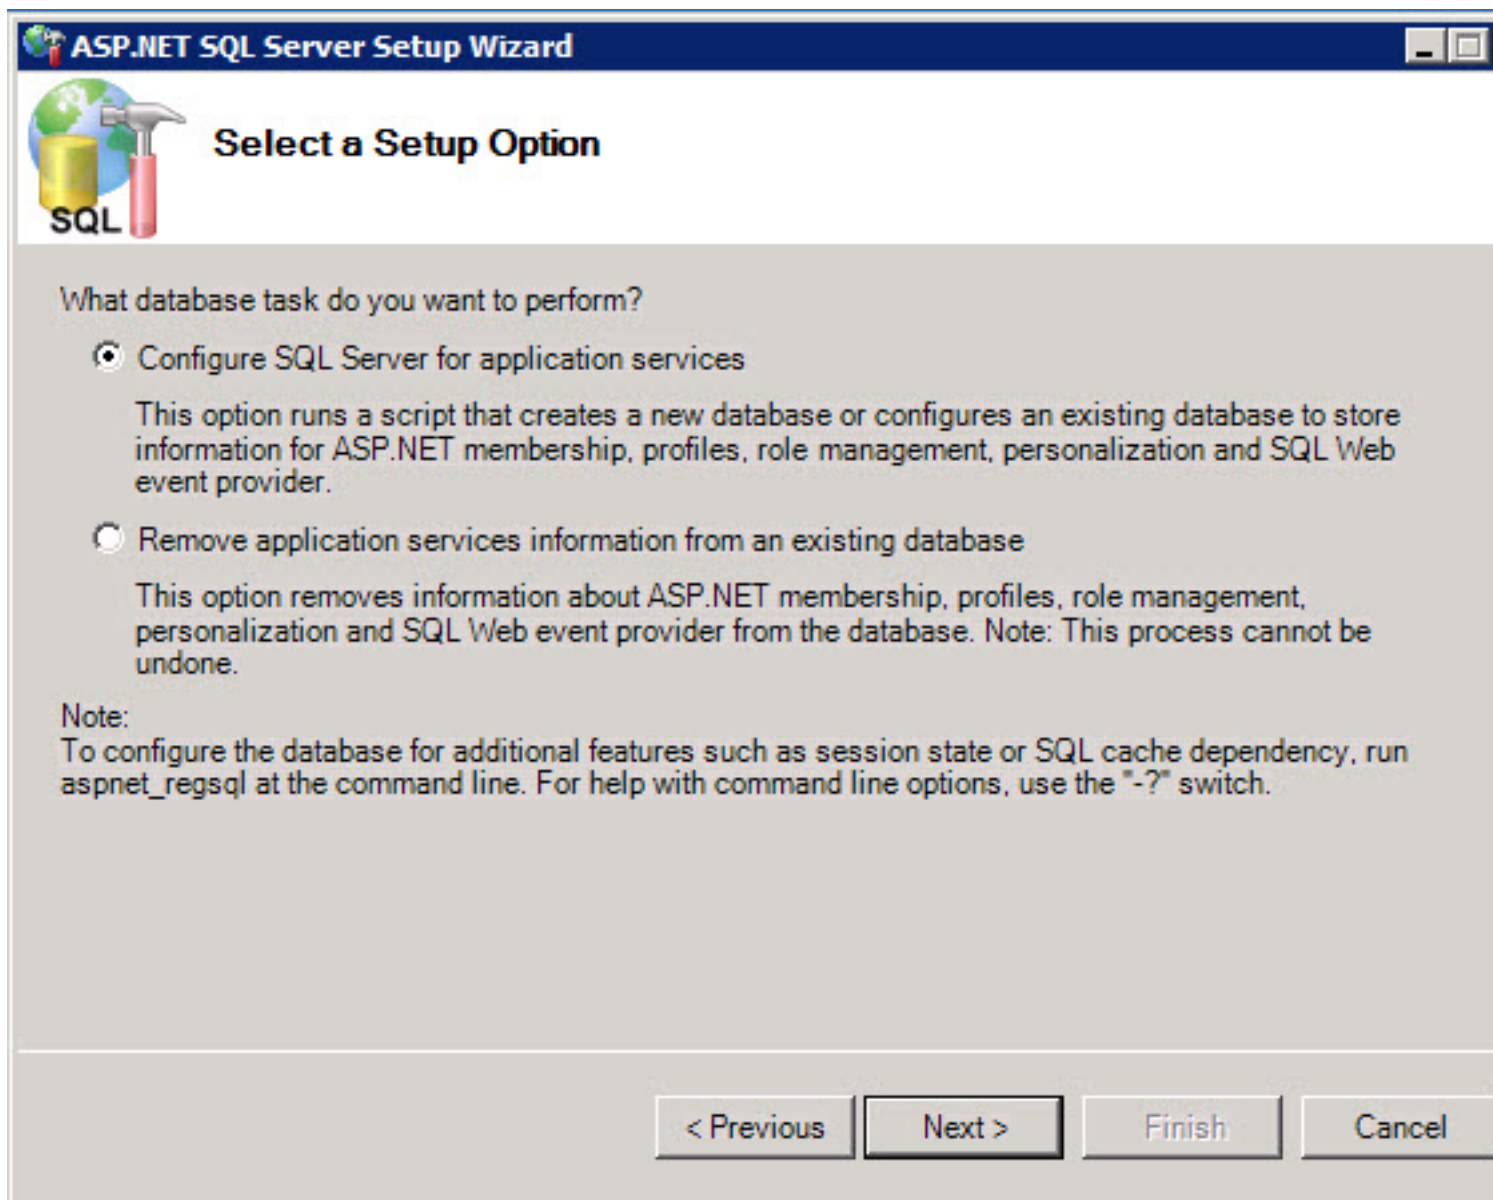 ASP.NET SQL Server Setup Wizard
SQL
Select a Setup Option
What database task do you want to perform?
Configure SQL Server for application services
This option runs a script that creates a new database or configures an existing database to store
information for ASP.NET membership, profiles, role management, personalization and SQL Web
event provider.
Remove application services information from an existing database
This option removes information about ASP.NET membership, profiles, role management,
personalization and SQL Web event provider from the database. Note: This process cannot be
undone.
Note:
To configure the database for additional features such as session state or SQL cache dependency, run
aspnet_regsql at the command line. For help with command line options, use the "-?" switch.
< Previous
Next >
Finish
Cancel